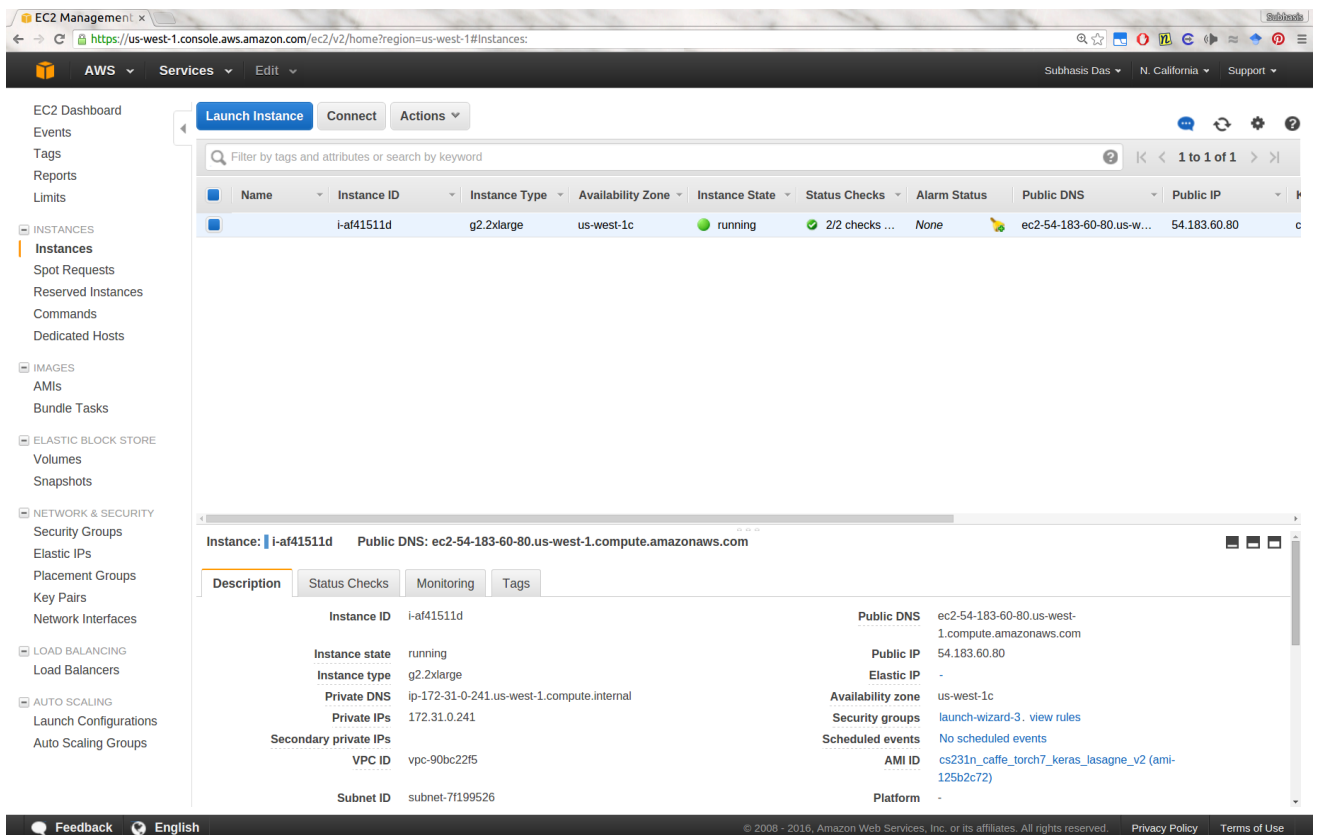 EC2 Management ×
Subhasis
https://us-west-1.console.aws.amazon.com/ec2/v2/home?region=us-west-1#Instances:
AWS Services Edit Subhasis Das N. California Support
EC2 Dashboard
Events
Tags
Reports
Limits
INSTANCES
Instances
Spot Requests
Reserved Instances
Commands
Dedicated Hosts
IMAGES
AMIs
Bundle Tasks
ELASTIC BLOCK STORE
Volumes
Snapshots
NETWORK & SECURITY
Security Groups
Elastic IPs
Placement Groups
Key Pairs
Network Interfaces
LOAD BALANCING
Load Balancers
AUTO SCALING
Launch Configurations
Auto Scaling Groups
Launch Instance Connect Actions
Filter by tags and attributes or search by keyword 1 to 1 of 1
Name Instance ID Instance Type Availability Zone Instance State Status Checks Alarm Status Public DNS Public IP
i-af41511d g2.2xlarge us-west-1c running 2/2 checks ... None ec2-54-183-60-80.us-w... 54.183.60.80 c
Instance: i-af41511d Public DNS: ec2-54-183-60-80.us-west-1.compute.amazonaws.com
Description Status Checks Monitoring Tags
Instance ID i-af41511d
Instance state running
Instance type g2.2xlarge
Private DNS ip-172-31-0-241.us-west-1.compute.internal
Private IPs 172.31.0.241
Secondary private IPs
VPC ID vpc-90bc22f5
Subnet ID subnet-7f199526
Public DNS ec2-54-183-60-80.us-west-
1.compute.amazonaws.com
Public IP 54.183.60.80
Elastic IP -
Availability zone us-west-1c
Security groups launch-wizard-3. view rules
Scheduled events No scheduled events
AMI ID cs231n_caffe_torch7_keras_lasagne_v2 (ami-
125b2c72)
Platform -
Feedback English © 2008 - 2016, Amazon Web Services, Inc. or its affiliates. All rights reserved. Privacy Policy Terms of Use